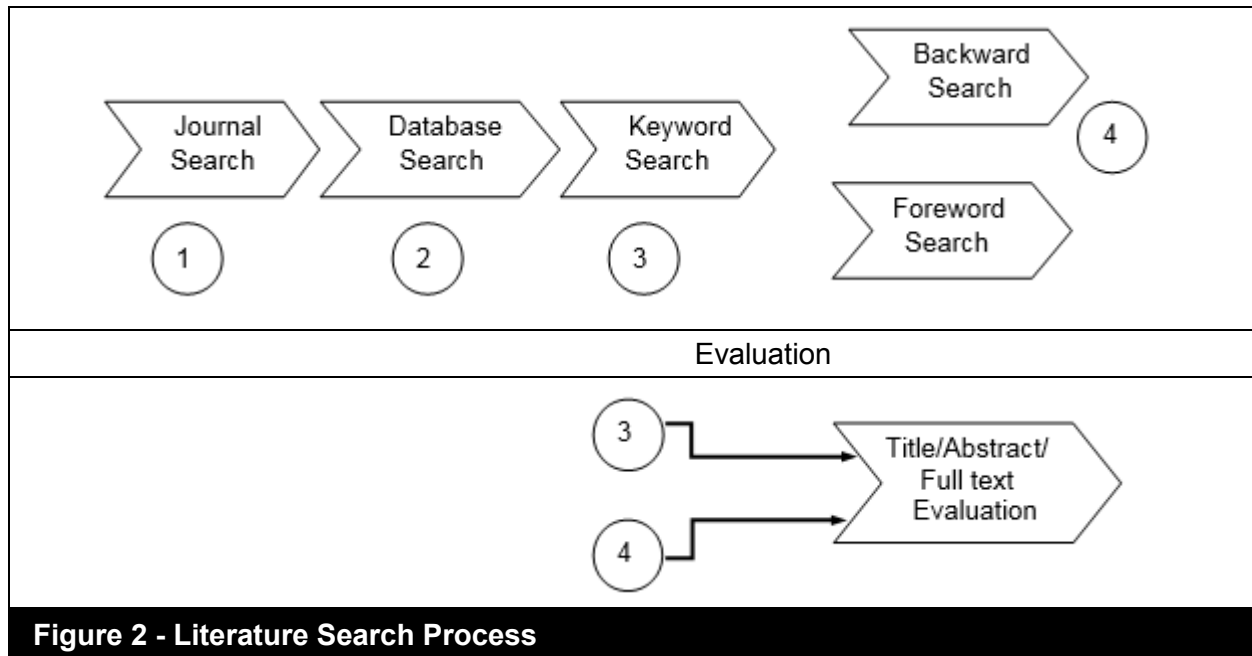 Journal
Search
Database
Search
Keyword
Search
Backward
Search
Foreword
Search
4
1
2
3
Evaluation
3
4
Title/Abstract/
Full text
Evaluation
Figure 2 - Literature Search Process